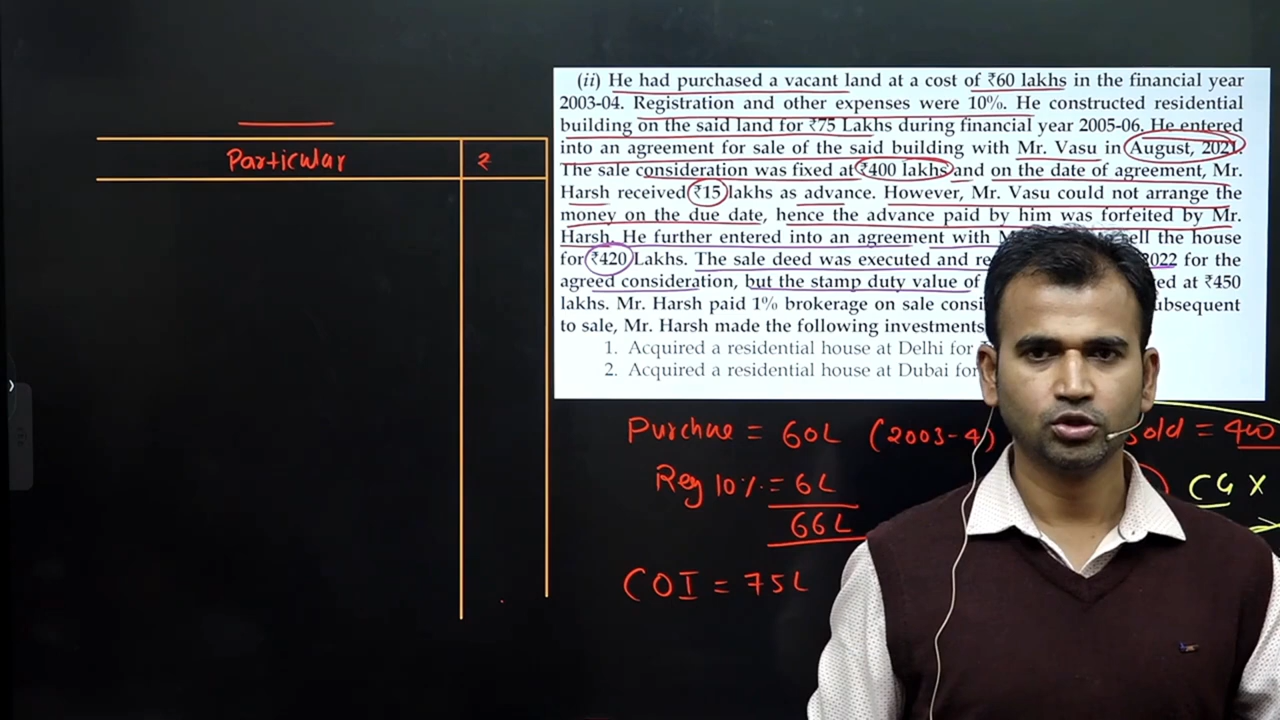 (ii) He had purchased a vacant land at a cost of ₹60 lakhs in the financial year
2003-04. Registration and other expenses were 10%. He constructed residential
building on the said land for ₹75 Lakhs during financial year 2005-06. He entered
into an agreement for sale of the said building with Mr. Vasu in August, 2021.
The sale consideration was fixed at ₹400 lakhs and on the date of agreement, Mr.
Harsh received ₹15 lakhs as advance. However, Mr. Vasu could not arrange the
money on the due date, hence the advance paid by him was forfeited by Mr.
Harsh. He further entered into an agreement with sell the house
for ₹420 Lakhs. The sale deed was executed and 2022 for the
agreed consideration, but the stamp duty value of at ₹450
lakhs. Mr. Harsh paid 1% brokerage on sale
to sale, Mr. Harsh made the following investments
1. Acquired a residential house at Delhi for
2. Acquired a residential house at Dubai for
Particular ₹
Purchase = 60L (2003-4) = 400
Reg 10% = 6L CG X
66L
COI = 75L